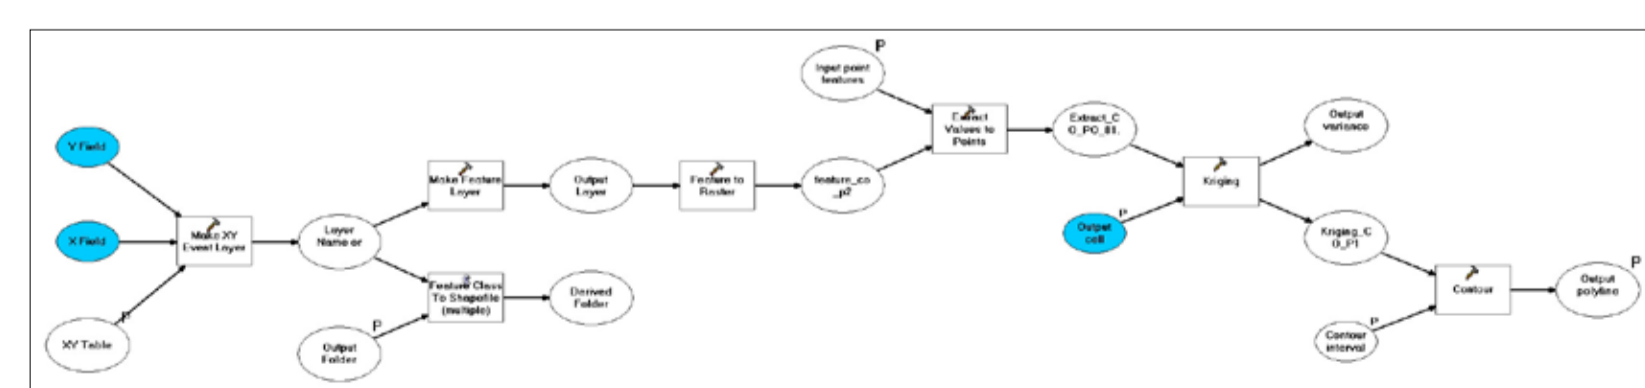 Y Field
X Field
XY Table
P
Make XY
Event Layer
Layer
Name or
Make Feature
Layer
Output
Layer
Feature to
Raster
feature_co
_p2
Feature Class
To Shapefile
(multiple)
Derived
Folder
P
Output
Folder
P
Input point
features
Extract
Values to
Points
Extract_C
O_PO_81.
P
Output
cell
Kriging
Output
variance
Kriging_C
O_P1
P
Contour
interval
Contour
P
Output
polyline